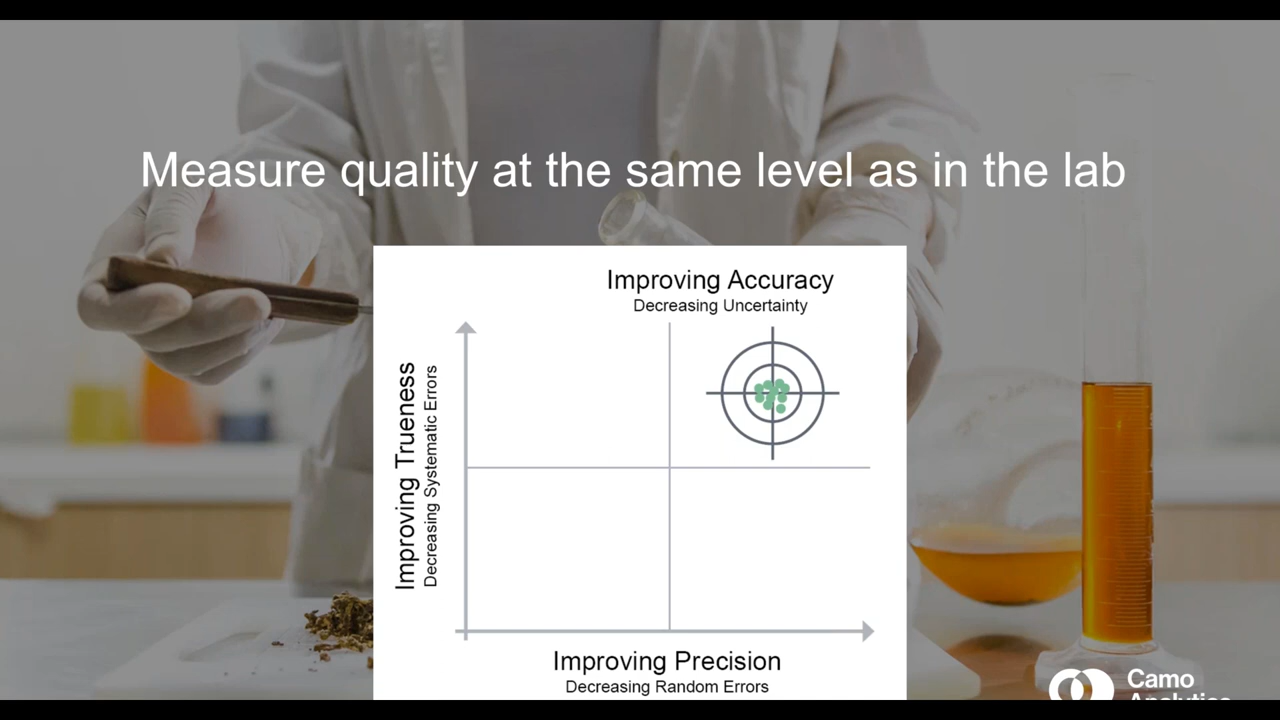 Measure quality at the same level as in the lab
Improving Accuracy
Decreasing Uncertainty
Improving Trueness
Decreasing Systematic Errors
Improving Precision
Decreasing Random Errors
Camo
Analytics